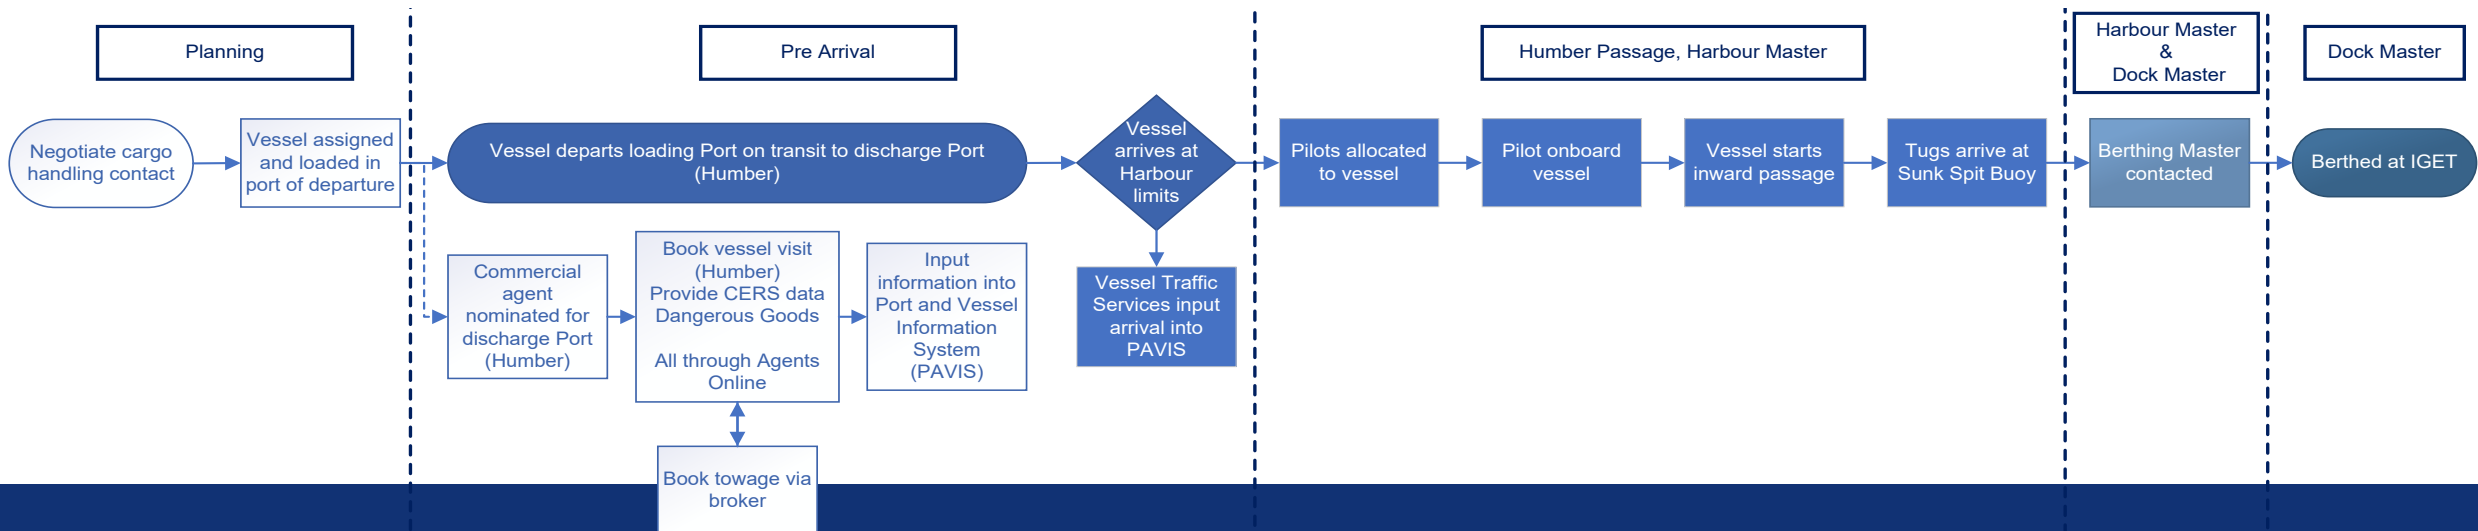 Planning
Pre Arrival
Humber Passage, Harbour Master
Harbour Master
&
Dock Master
Dock Master
Negotiate cargo
handling contact
Vessel assigned
and loaded in
port of departure
Vessel departs loading Port on transit to discharge Port
(Humber)
Vessel
arrives at
Harbour
limits
Pilots allocated
to vessel
Pilot onboard
vessel
Vessel starts
inward passage
Tugs arrive at
Sunk Spit Buoy
Berthing Master
contacted
Berthed at IGET
Commercial
agent
nominated for
discharge Port
(Humber)
Book vessel visit
(Humber)
Provide CERS data
Dangerous Goods
All through Agents
Online
Input
information into
Port and Vessel
Information
System
(PAVIS)
Vessel Traffic
Services input
arrival into
PAVIS
Book towage via
broker